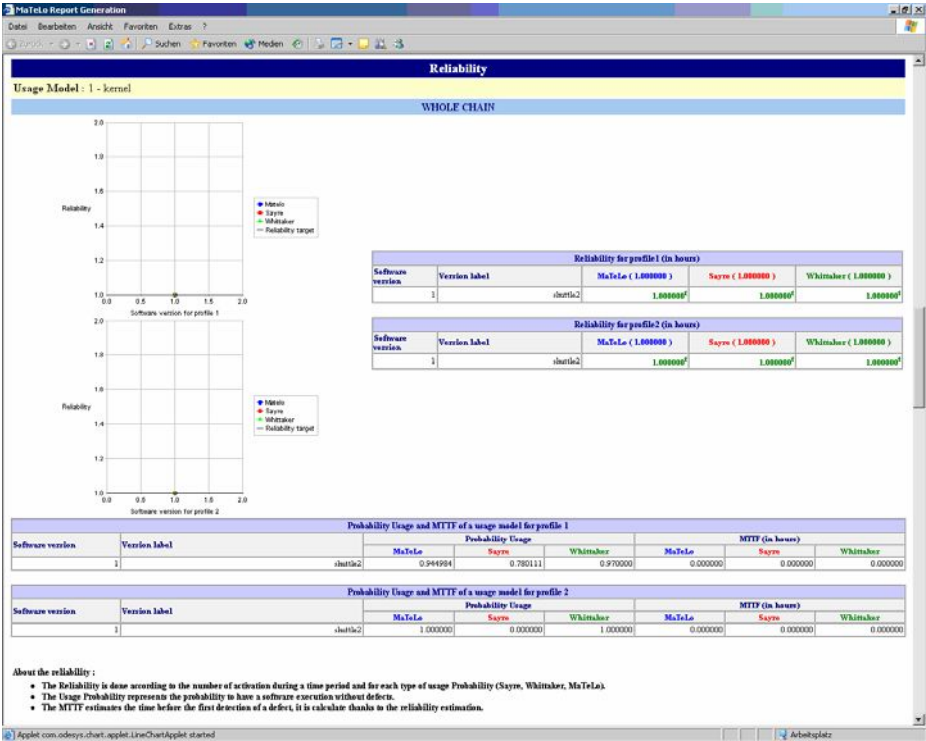 MaTeLo Report Generation
Datei Bearbeiten Ansicht Favoriten Extras ?
Zurück Suchen Favoriten Medien
Reliability
Usage Model : 1 - kernel
WHOLE CHAIN
2.0
1.8
1.6
Reliability
1.4
1.2
1.0
0.0 0.5 1.0 1.5 2.0
Software version for profile 1
Matelo
Sayre
Whittaker
Reliability target
Reliability for profile1 (in hours)
Software version Version label MaTeLo ( 1.000000 ) Sayre ( 1.000000 ) Whittaker ( 1.000000 )
1 shuttle2 1.000000 1.000000 1.000000
Reliability for profile2 (in hours)
Software version Version label MaTeLo ( 1.000000 ) Sayre ( 1.000000 ) Whittaker ( 1.000000 )
1 shuttle2 1.000000 1.000000 1.000000
2.0
1.8
1.6
Reliability
1.4
1.2
1.0
0.0 0.5 1.0 1.5 2.0
Software version for profile 2
Matelo
Sayre
Whittaker
Reliability target
Probability Usage and MTTF of a usage model for profile 1
Software version Version label Probability Usage MTTF (in hours)
MaTeLo Sayre Whittaker MaTeLo Sayre Whittaker
1 shuttle2 0.944984 0.780111 0.970000 0.000000 0.000000 0.000000
Probability Usage and MTTF of a usage model for profile 2
Software version Version label Probability Usage MTTF (in hours)
MaTeLo Sayre Whittaker MaTeLo Sayre Whittaker
1 shuttle2 1.000000 0.000000 1.000000 0.000000 0.000000 0.000000
About the reliability :
The Reliability is done according to the number of activation during a time period and for each type of usage Probability (Sayre, Whittaker, MaTeLo).
The Usage Probability represents the probability to have a software execution without defects.
The MTTF estimates the time before the first detection of a defect, it is calculate thanks to the reliability estimation.
Applet com.odesys.chart.applet.LineChartApplet started
Arbeitsplatz